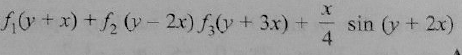 f₁(y + x) + f₂ (y – 2x) f₃(y + 3x) + x/4 sin (y + 2x)